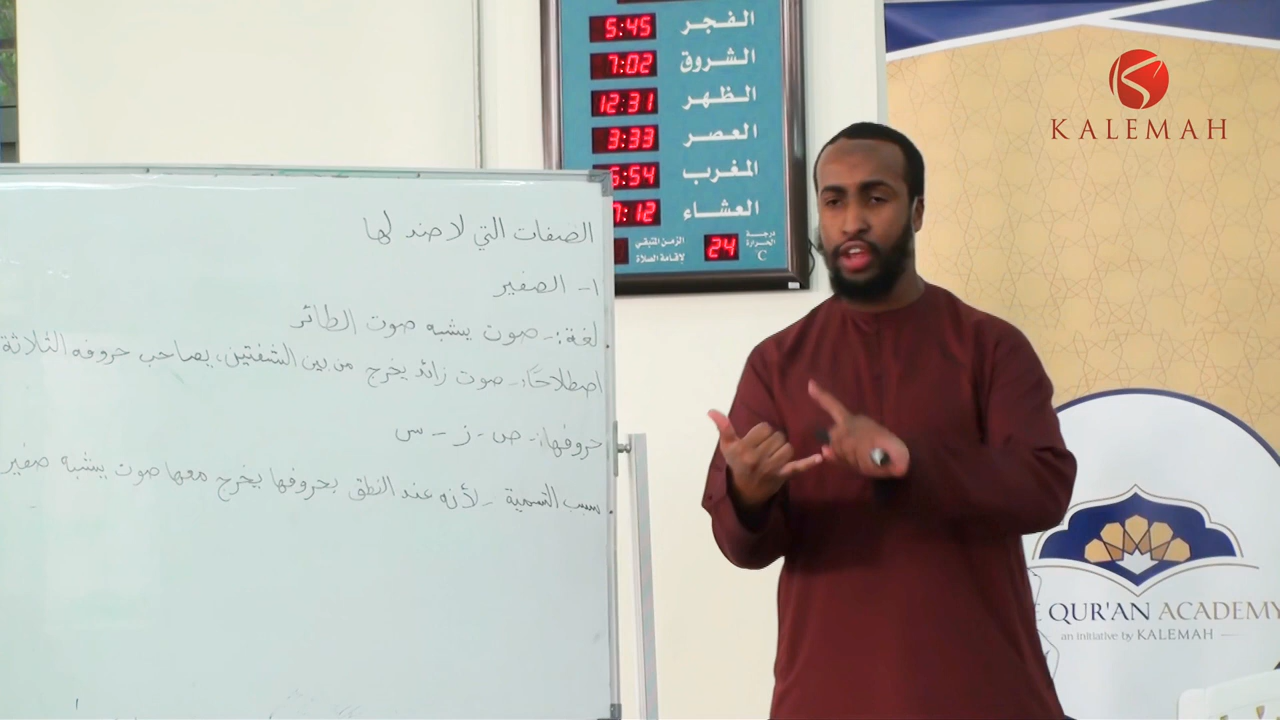 الفجر 5:45
الشروق 7:02
الظهر 12:31
العصر 3:33
المغرب 6:54
العشاء 7:12
الزمن المتبقي
لإقامة الصلاة
24
درجة
الحرارة
°C
KALEMAH
الصفات التي لا ضد لها
١- الصفير
لغة:- صوت يشبه صوت الطائر
اصطلاحًا:- صوت زائد يخرج من بين الشفتين، يصاحب حروفه الثلاثة
حروفها:- ص - ز - س
سبب التسمية - لأنه عند النطق بحروفها يخرج معها صوت يشبه صفير
E QUR'AN ACADEMY
an initiative by KALEMAH